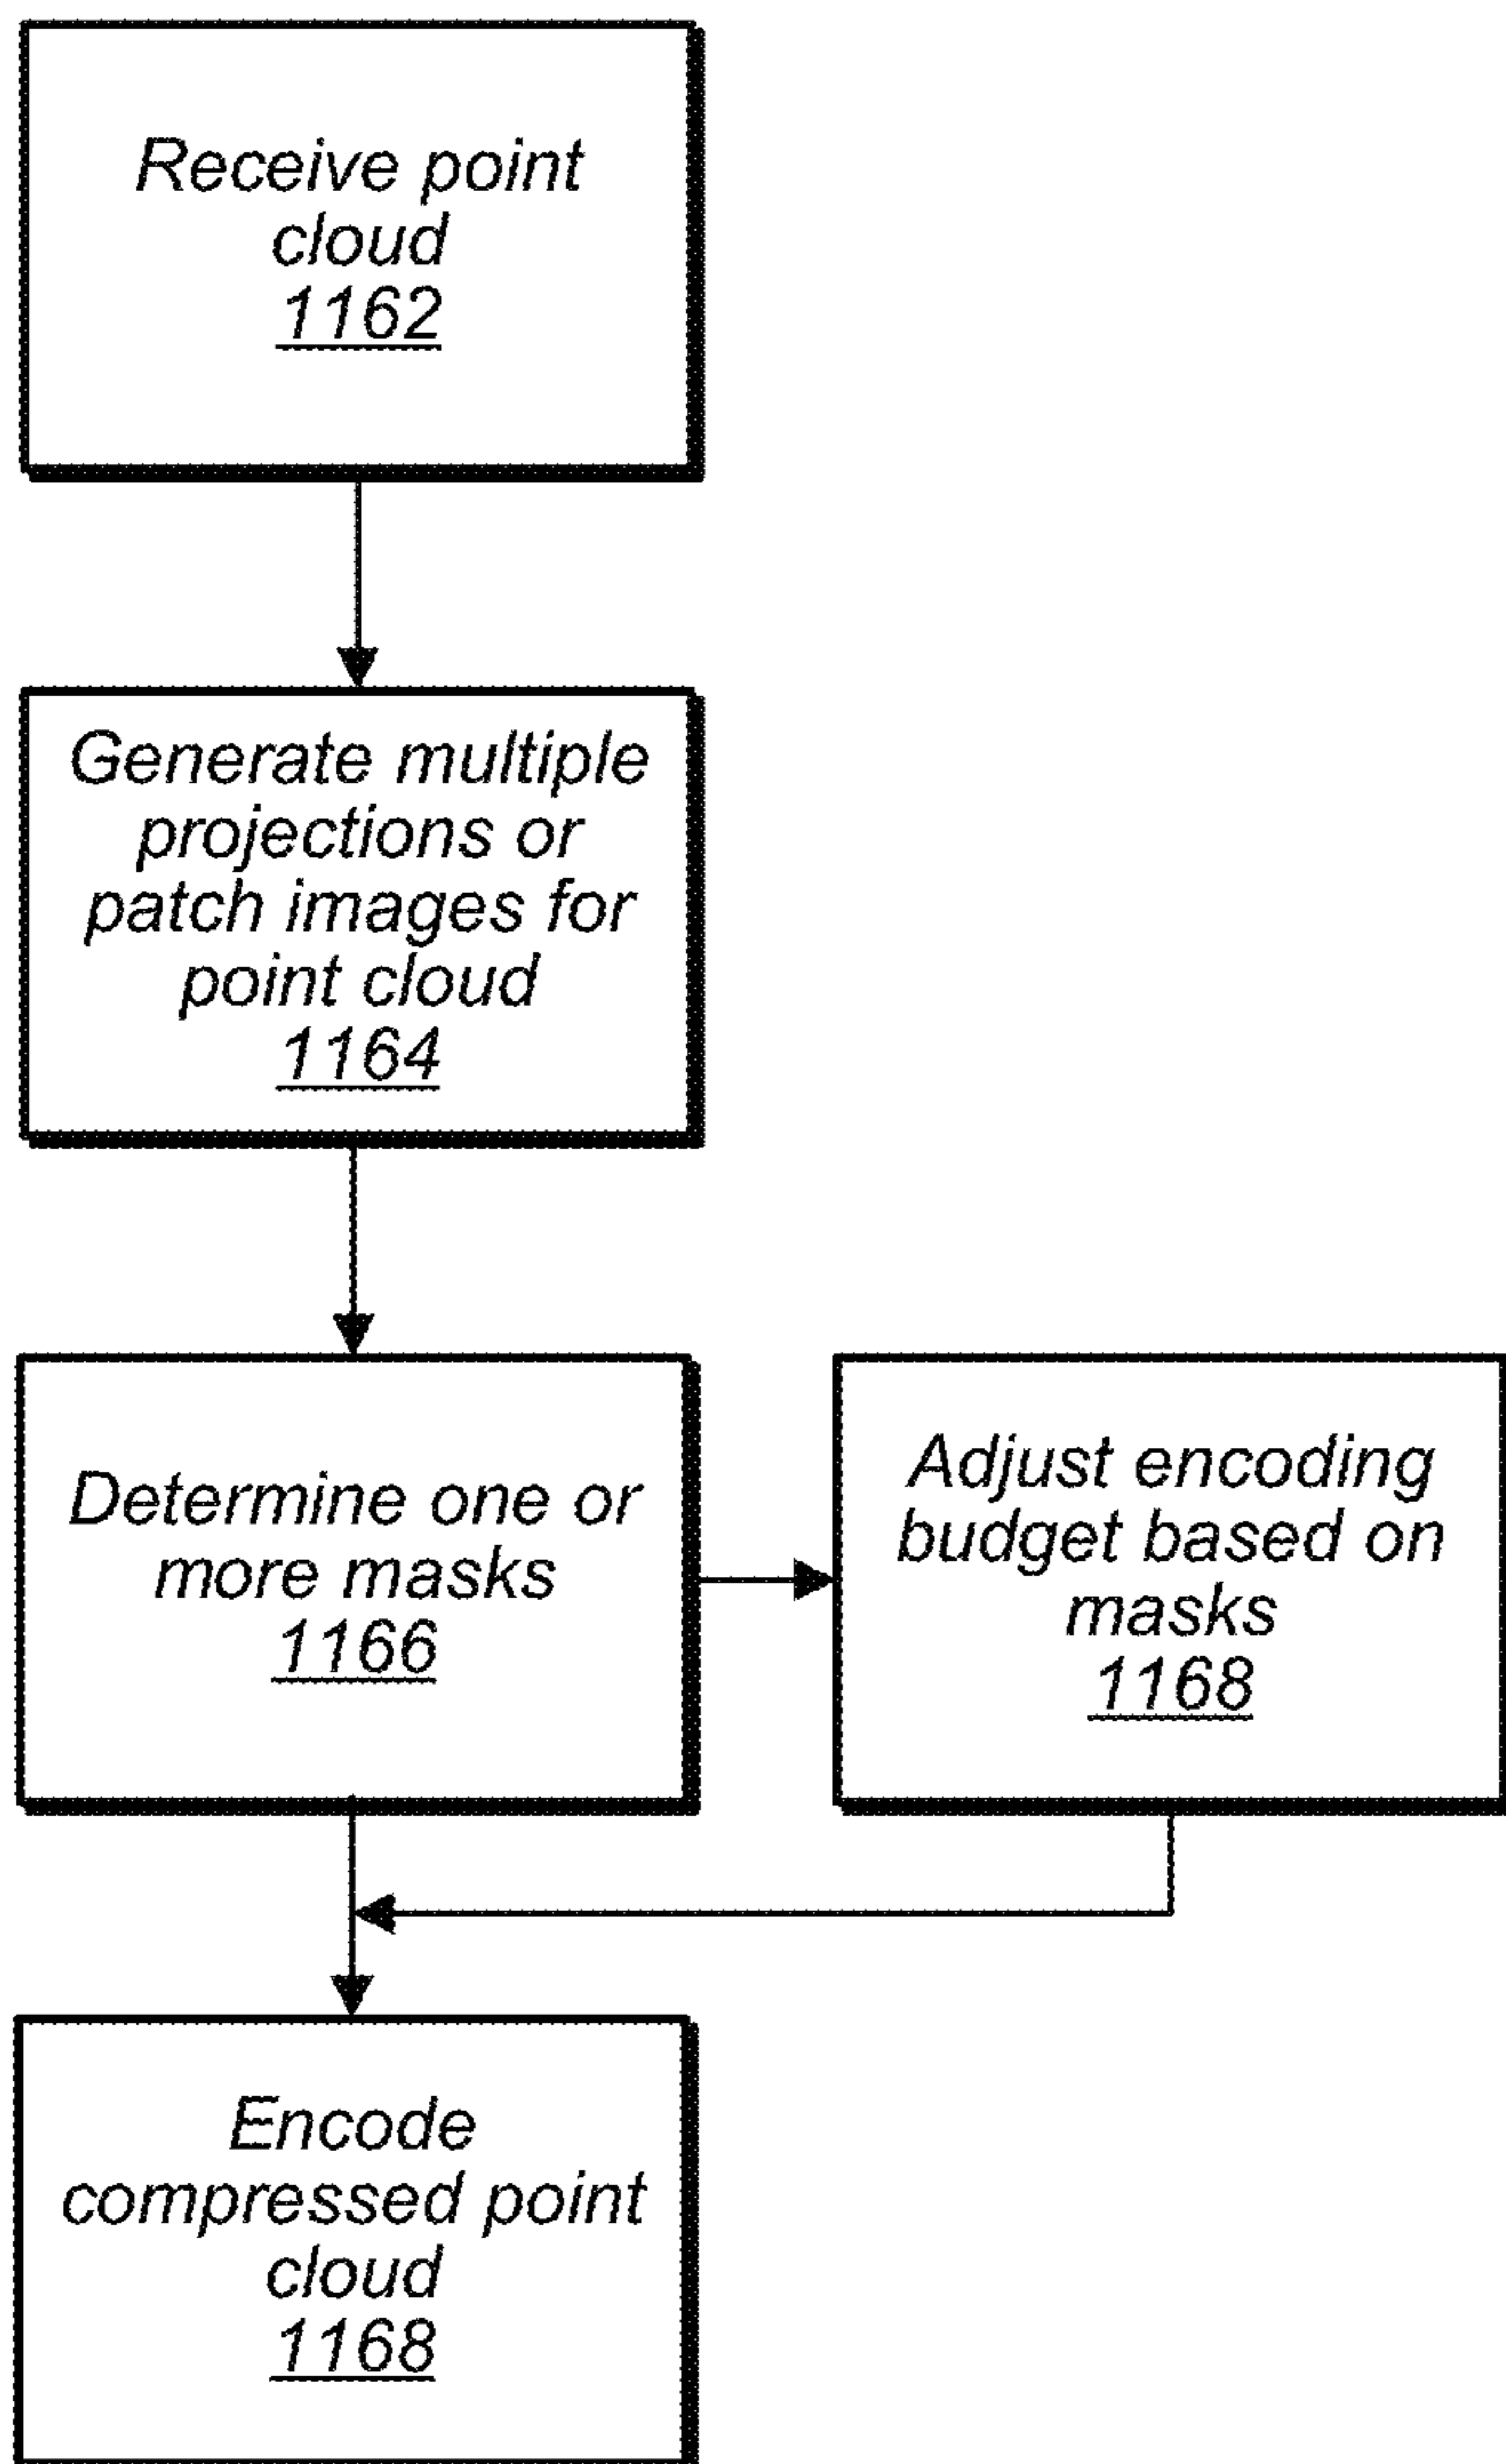 Receive point
cloud
1162
Generate multiple
projections or
patch images for
point cloud
1164
Determine one or
more masks
1166
Adjust encoding
budget based on
masks
1168
Encode
compressed point
cloud
1168